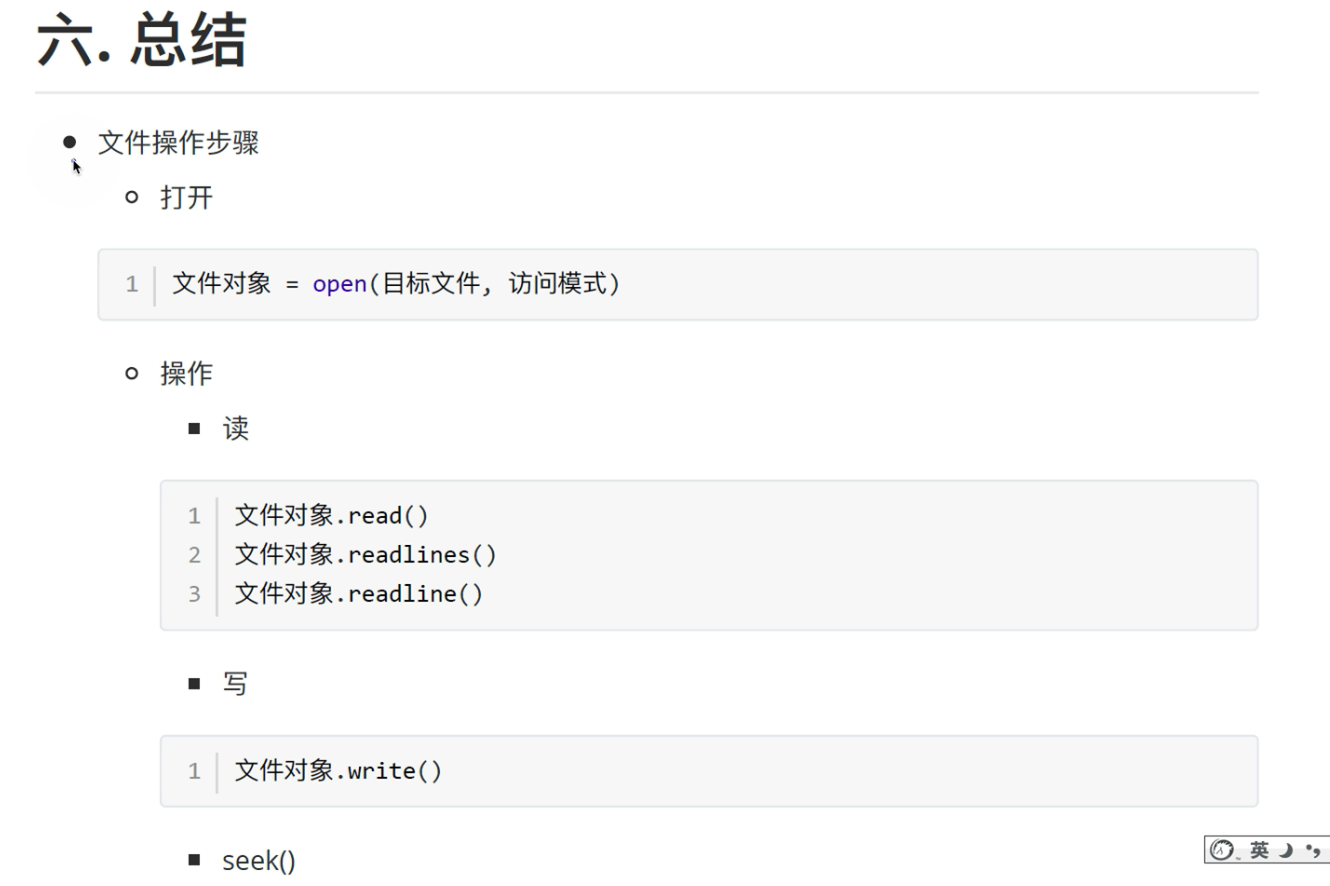 六. 总结
文件操作步骤
打开
1 文件对象 = open(目标文件, 访问模式)
操作
读
1 文件对象.read()
2 文件对象.readlines()
3 文件对象.readline()
写
1 文件对象.write()
seek()
英